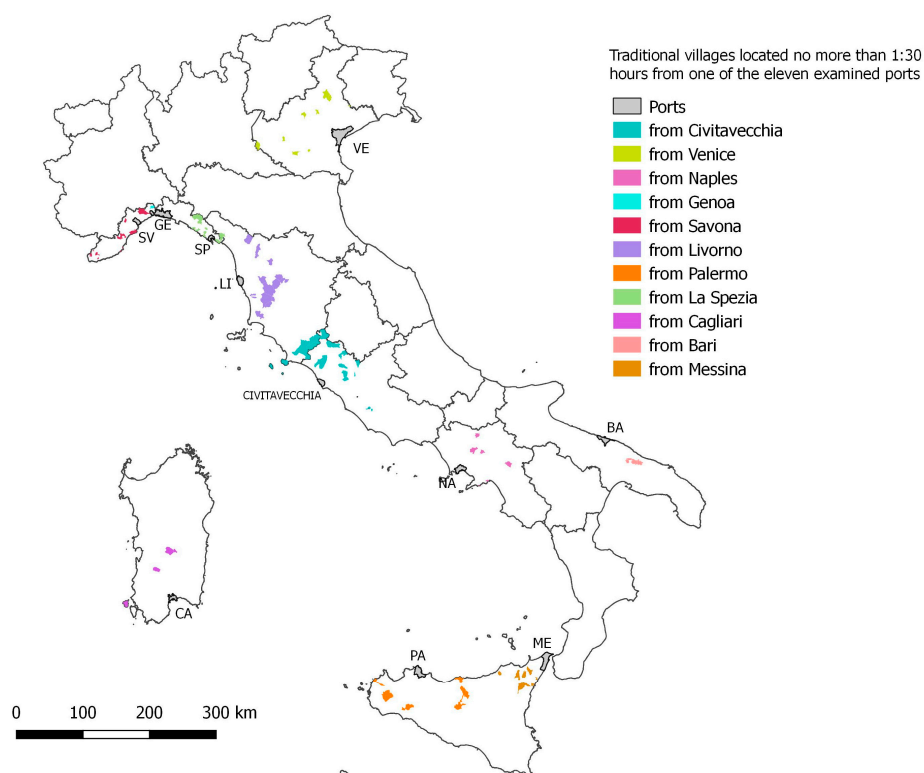 Traditional villages located no more than 1:30
hours from one of the eleven examined ports
Ports
from Civitavecchia
from Venice
from Naples
from Genoa
from Savona
from Livorno
from Palermo
from La Spezia
from Cagliari
from Bari
from Messina
VE
GE
SV
SP
LI
CIVITAVECCHIA
BA
NA
CA
PA
ME
0 100 200 300 km